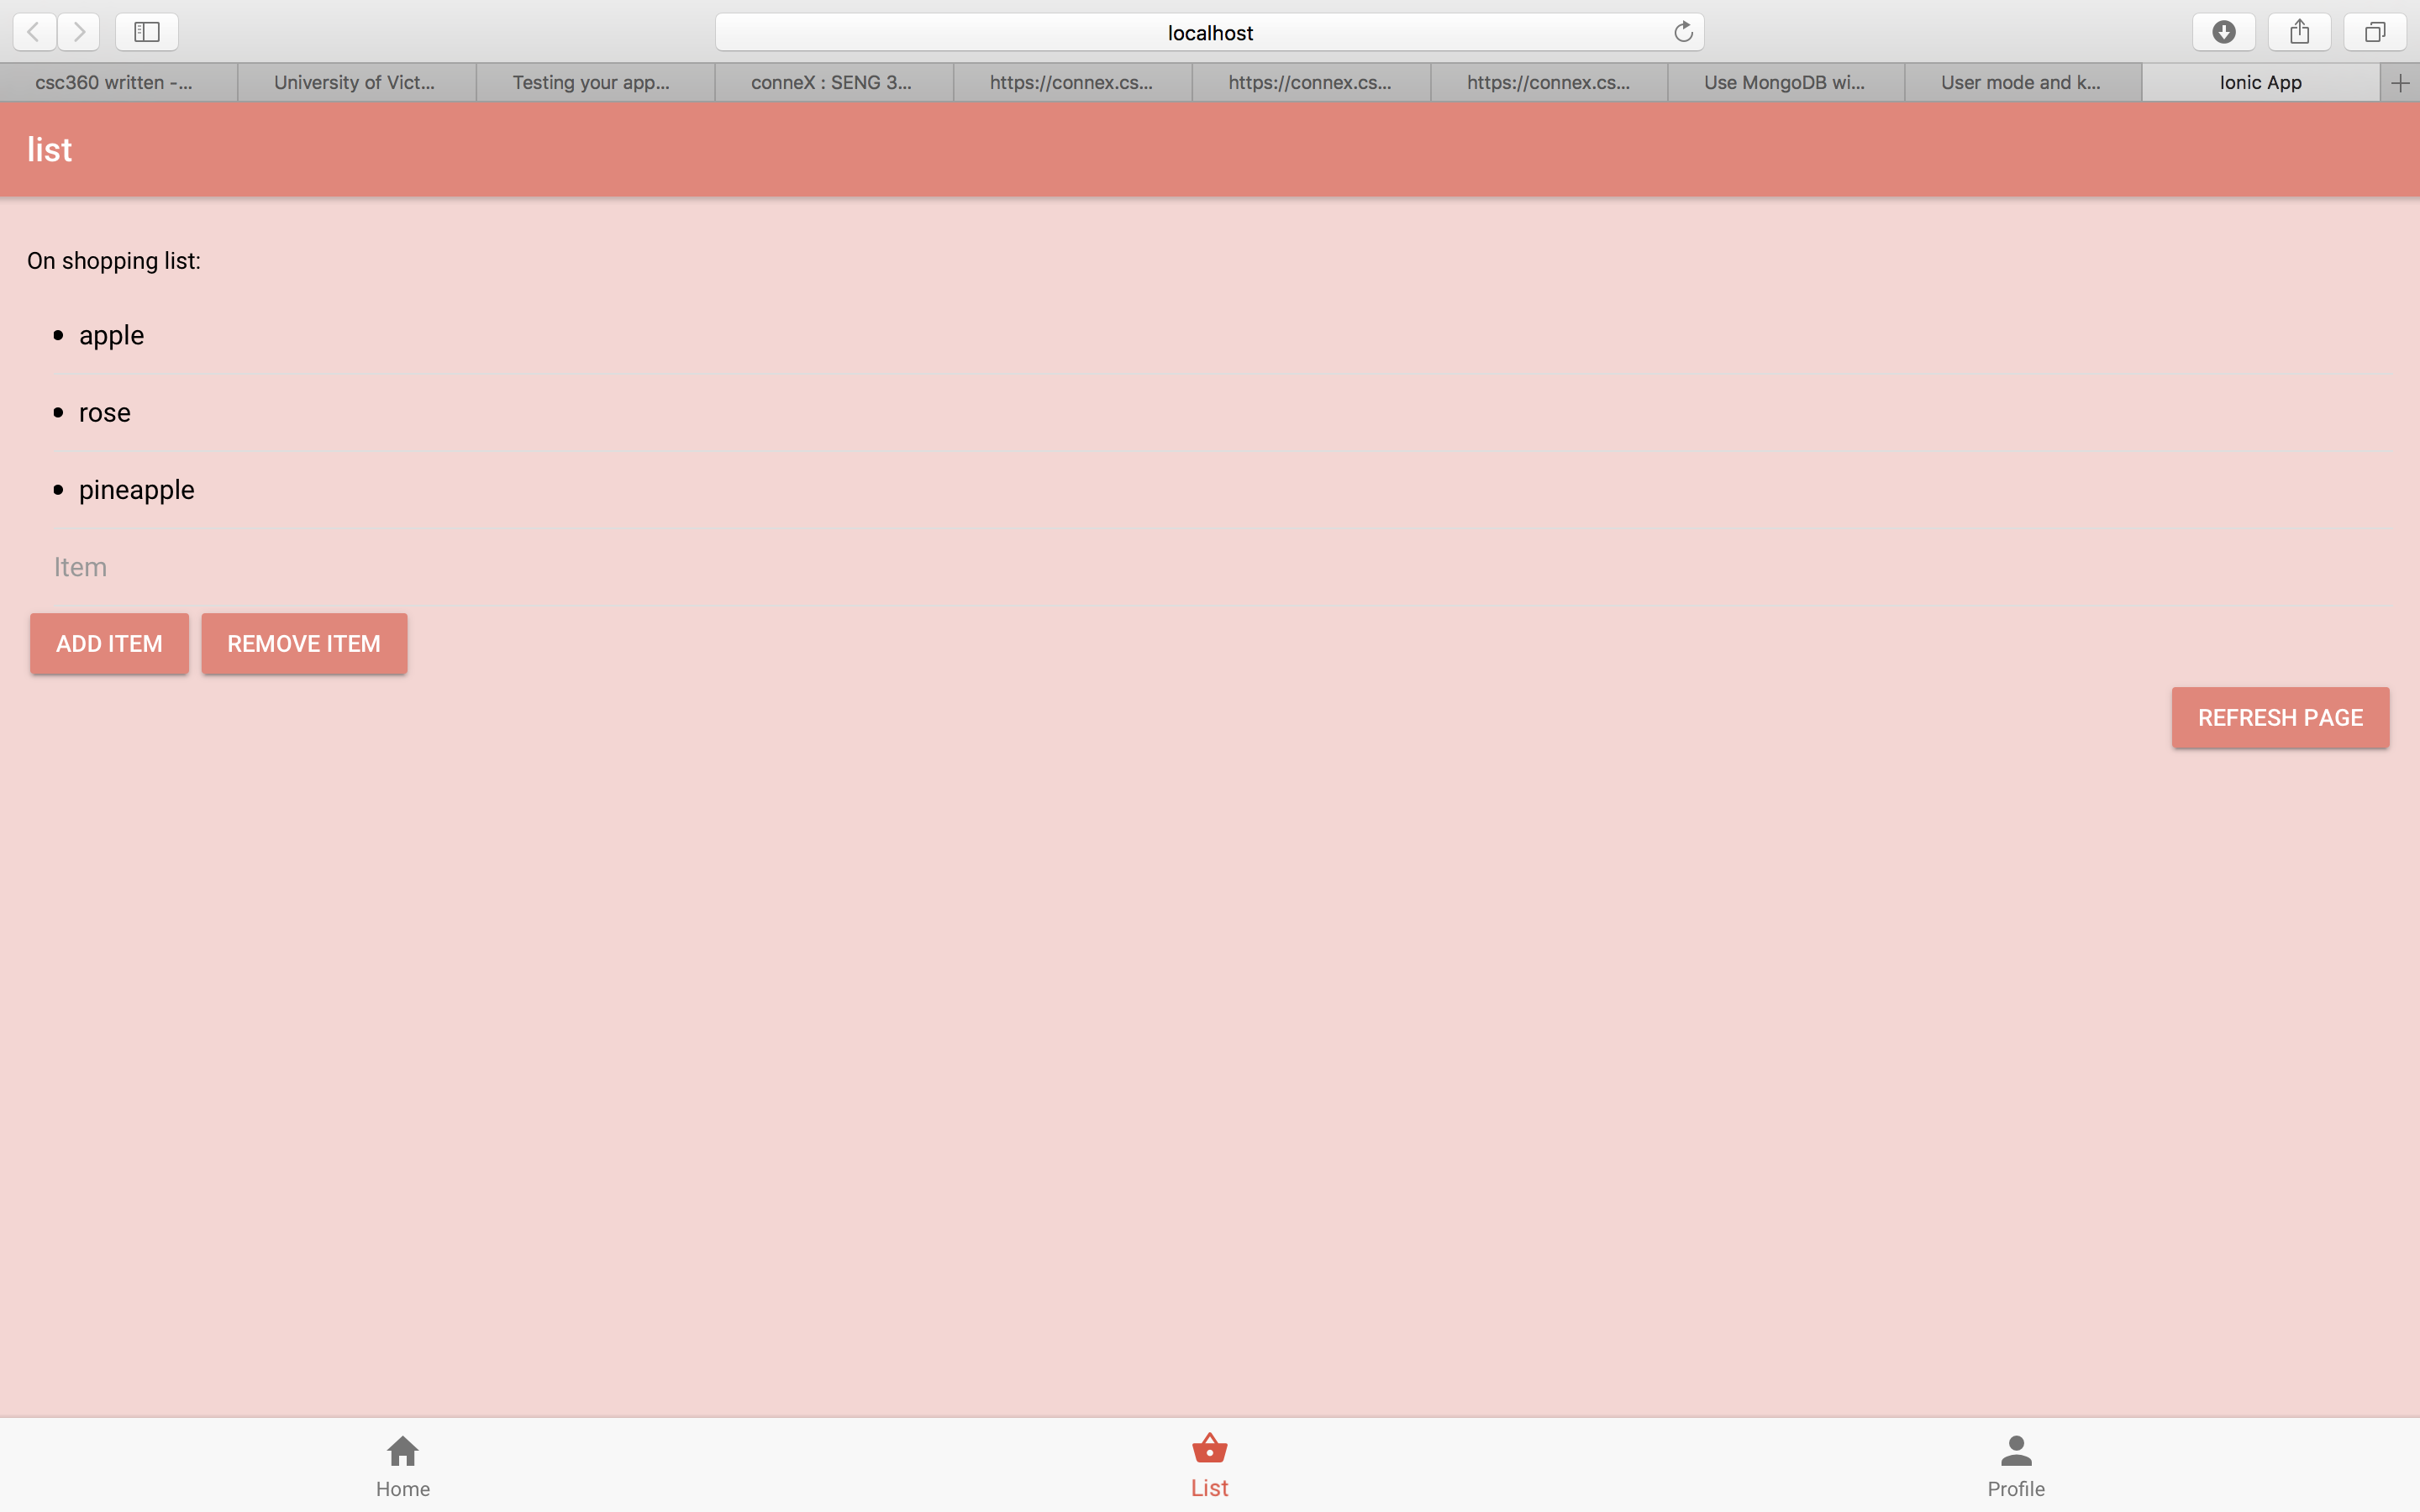 localhost
csc360 written -... University of Vict... Testing your app... conneX : SENG 3... https://connex.cs... https://connex.cs... https://connex.cs... Use MongoDB wi... User mode and k... Ionic App
list
On shopping list:
• apple
• rose
• pineapple
Item
ADD ITEM REMOVE ITEM
REFRESH PAGE
Home List Profile